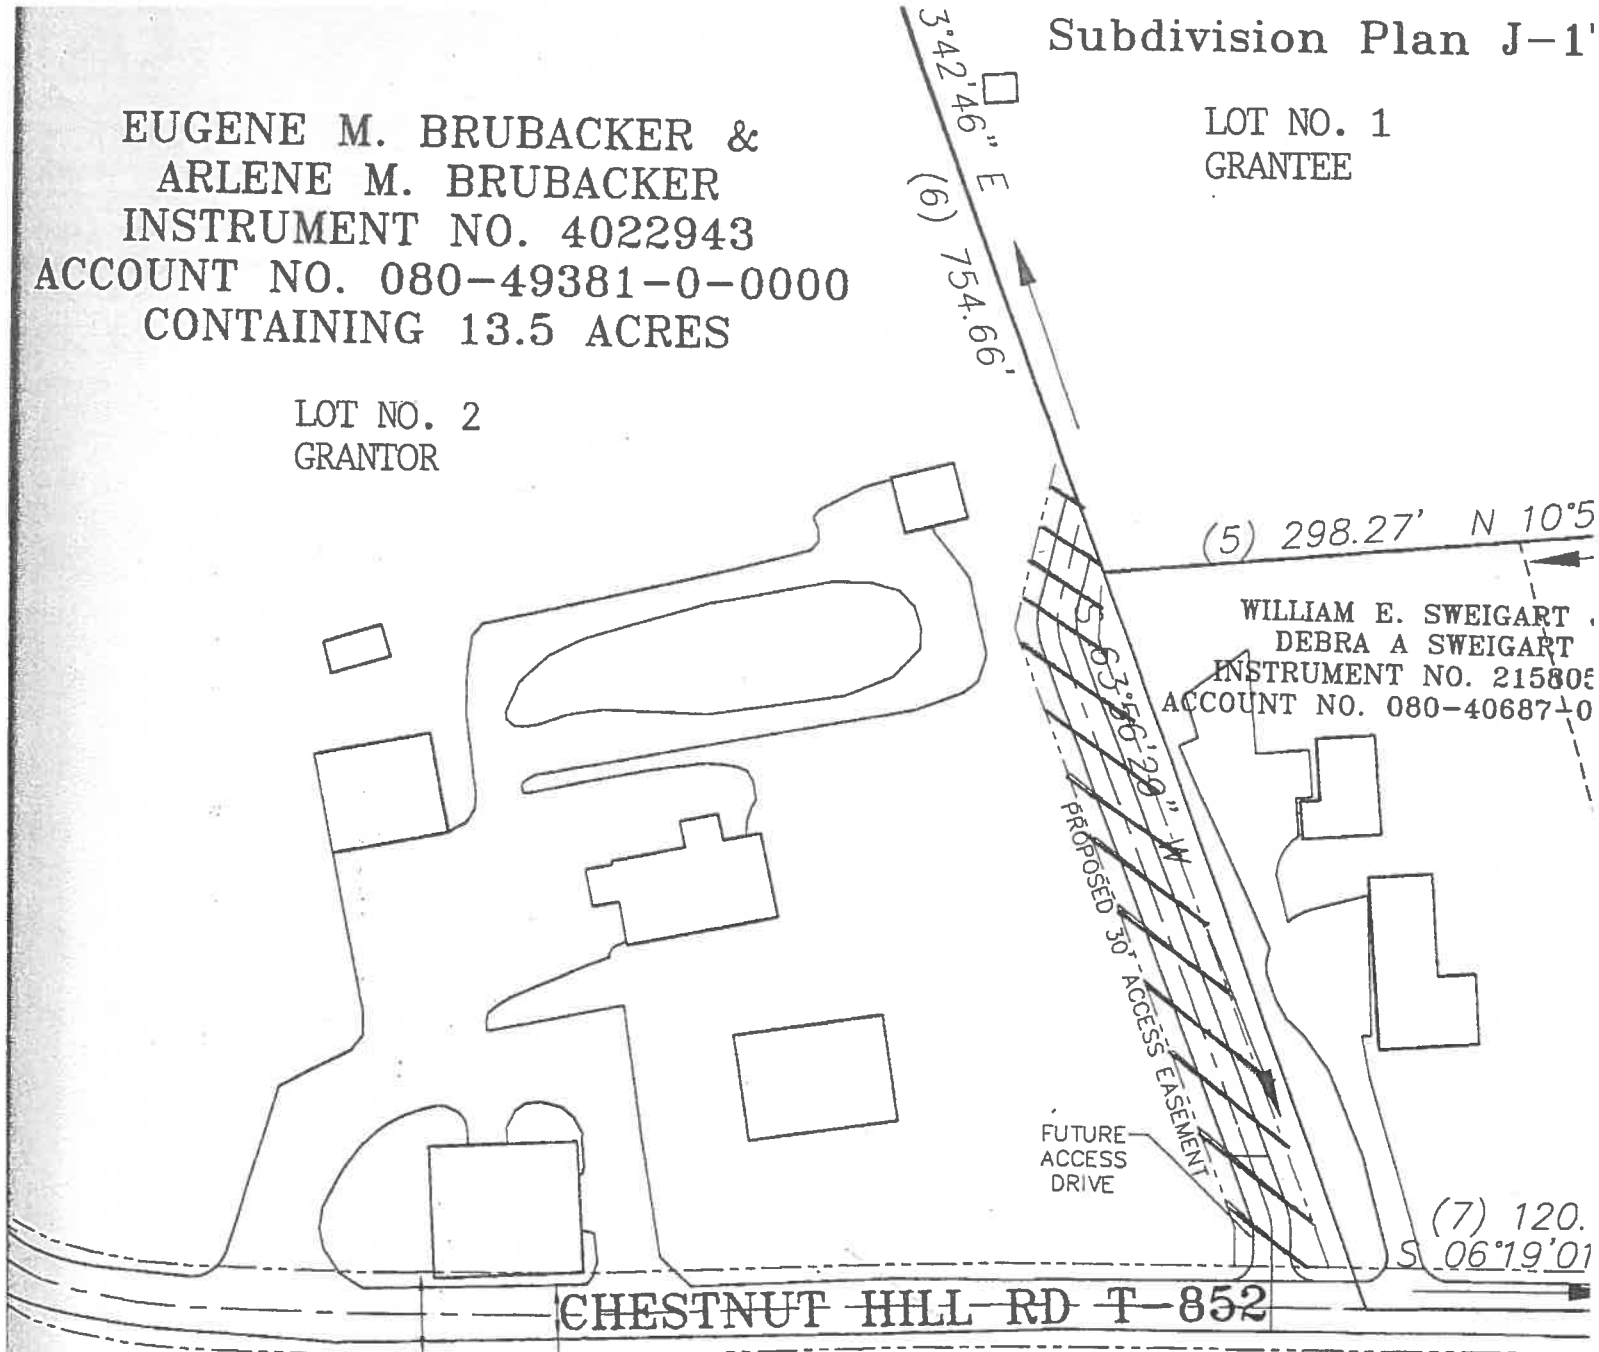 Subdivision Plan J-1
LOT NO. 1
GRANTEE
EUGENE M. BRUBACKER &
ARLENE M. BRUBACKER
INSTRUMENT NO. 4022943
ACCOUNT NO. 080-49381-0-0000
CONTAINING 13.5 ACRES
LOT NO. 2
GRANTOR
3°42'46" E
(6) 754.66'
(5) 298.27' N 10°5
WILLIAM E. SWEIGART
DEBRA A SWEIGART
INSTRUMENT NO. 215805
ACCOUNT NO. 080-40687-0
S 63°56'20" W
PROPOSED 30' ACCESS EASEMENT
FUTURE
ACCESS
DRIVE
(7) 120.
S 06°19'01
CHESTNUT HILL RD T-852